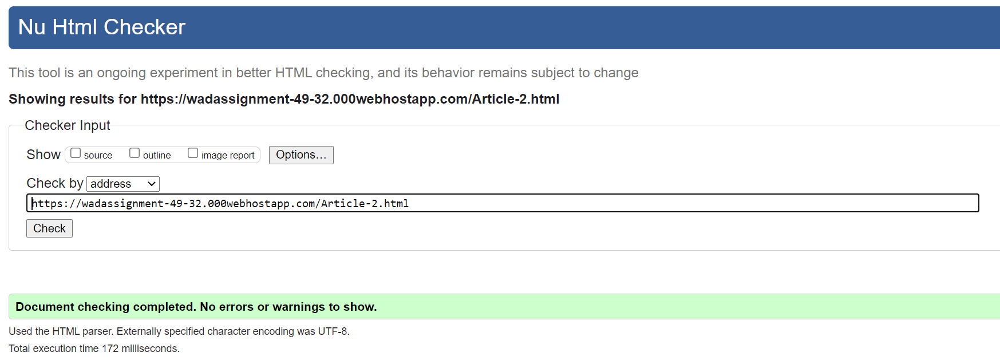 Nu Html Checker
This tool is an ongoing experiment in better HTML checking, and its behavior remains subject to change
Showing results for https://wadassignment-49-32.000webhostapp.com/Article-2.html
Checker Input
Show source outline image report Options...
Check by address
https://wadassignment-49-32.000webhostapp.com/Article-2.html
Check
Document checking completed. No errors or warnings to show.
Used the HTML parser. Externally specified character encoding was UTF-8.
Total execution time 172 milliseconds.